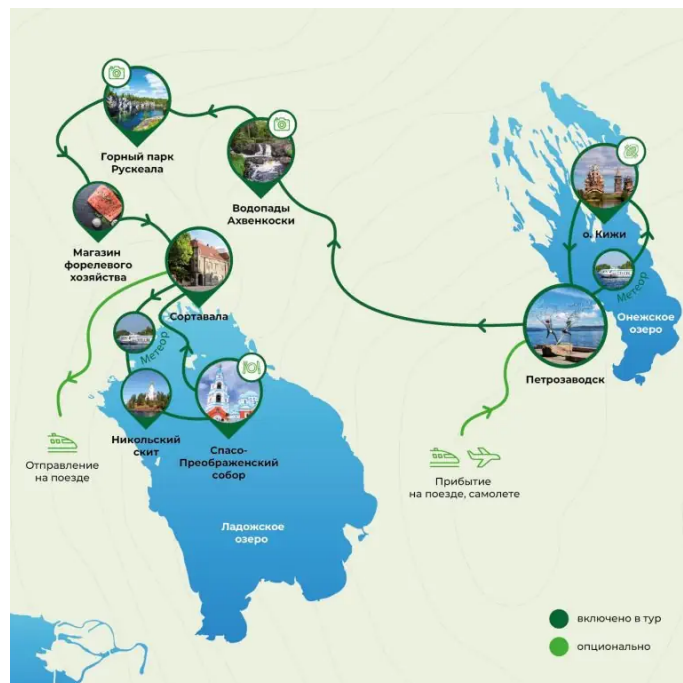 Горный парк
Рускеала
Водопады
Ахвенкоски
о. Кижи
Магазин
форелевого
хозяйства
Метеор
Сортавала
Онежское
озеро
Метеор
Петрозаводск
Никольский
скит
Спасо-
Преображенский
собор
Отправление
на поезде
Прибытие
на поезде, самолете
Ладожское
озеро
включено в тур
опционально